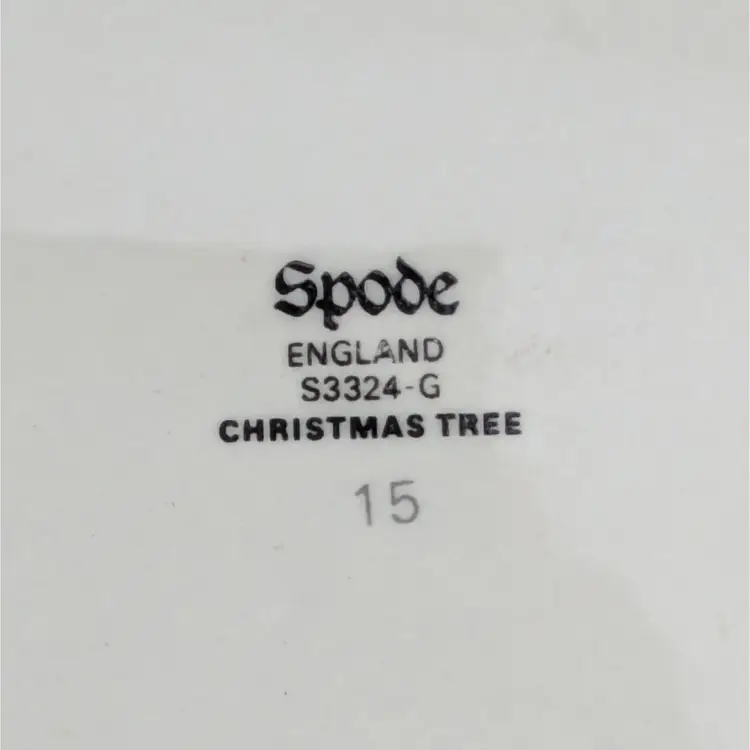 Spode
ENGLAND
S3324-G
CHRISTMAS TREE
15